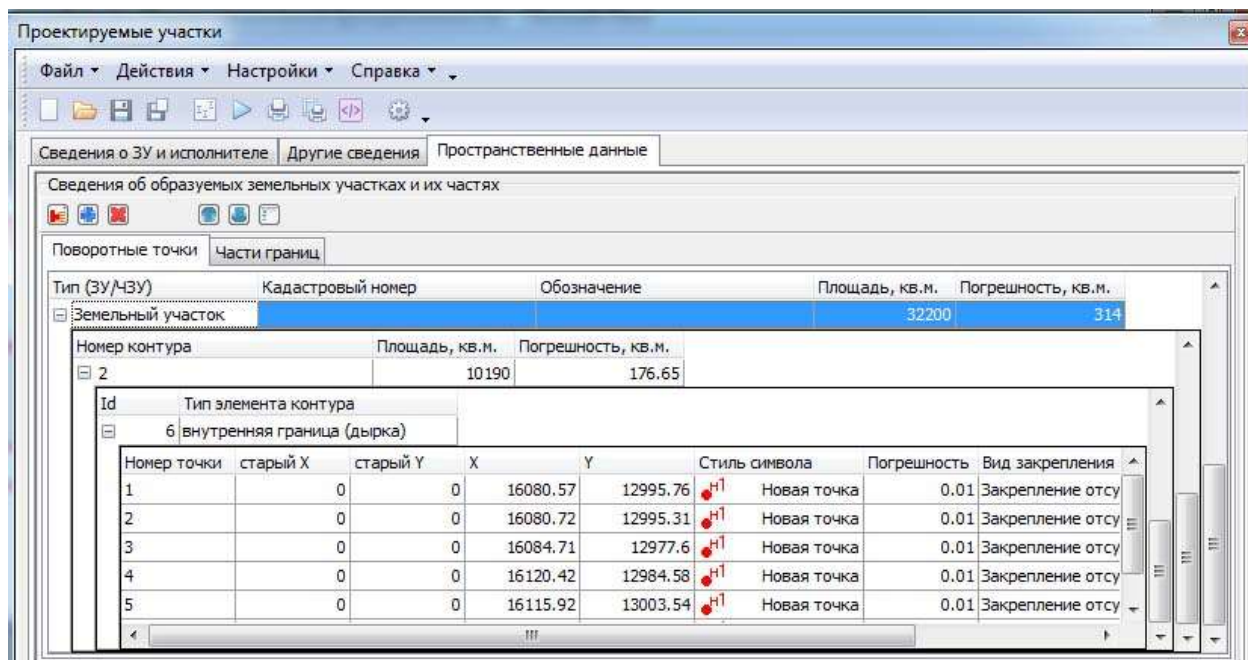 Проектируемые участки
Файл Действия Настройки Справка
Сведения о ЗУ и исполнителе Другие сведения Пространственные данные
Сведения об образуемых земельных участках и их частях
Поворотные точки Части границ
Тип (ЗУ/ЧЗУ) Кадастровый номер Обозначение Площадь, кв.м. Погрешность, кв.м.
Земельный участок 32200 314
Номер контура Площадь, кв.м. Погрешность, кв.м.
2 10190 176.65
Id Тип элемента контура
6 внутренняя граница (дырка)
Номер точки старый X старый Y X Y Стиль символа Погрешность Вид закрепления
1 0 0 16080.57 12995.76 н1 Новая точка 0.01 Закрепление отсу
2 0 0 16080.72 12995.31 н1 Новая точка 0.01 Закрепление отсу
3 0 0 16084.71 12977.6 н1 Новая точка 0.01 Закрепление отсу
4 0 0 16120.42 12984.58 н1 Новая точка 0.01 Закрепление отсу
5 0 0 16115.92 13003.54 н1 Новая точка 0.01 Закрепление отсу